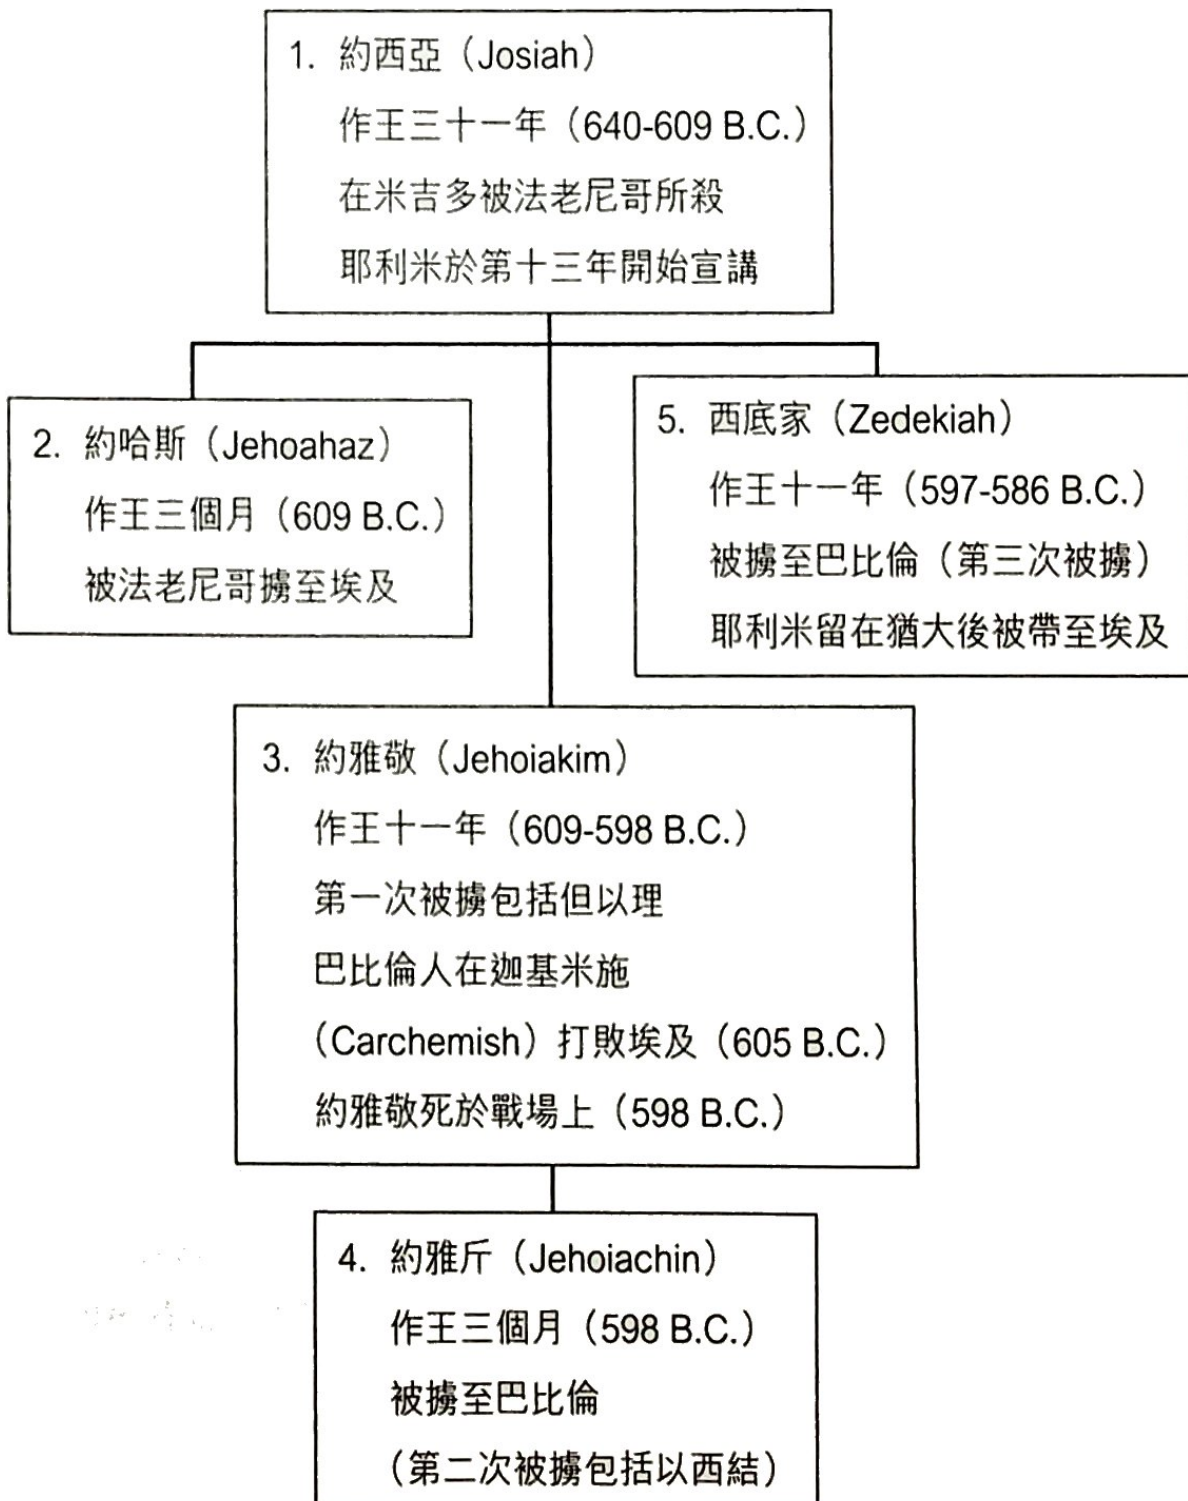 1. 約西亞（Josiah）
作王三十一年（640-609 B.C.）
在米吉多被法老尼哥所殺
耶利米於第十三年開始宣講
2. 約哈斯（Jehoahaz）
作王三個月（609 B.C.）
被法老尼哥擄至埃及
5. 西底家（Zedekiah）
作王十一年（597-586 B.C.）
被擄至巴比倫（第三次被擄）
耶利米留在猶大後被帶至埃及
3. 約雅敬（Jehoiakim）
作王十一年（609-598 B.C.）
第一次被擄包括但以理
巴比倫人在迦基米施
（Carchemish）打敗埃及（605 B.C.）
約雅敬死於戰場上（598 B.C.）
4. 約雅斤（Jehoiachin）
作王三個月（598 B.C.）
被擄至巴比倫
（第二次被擄包括以西結）